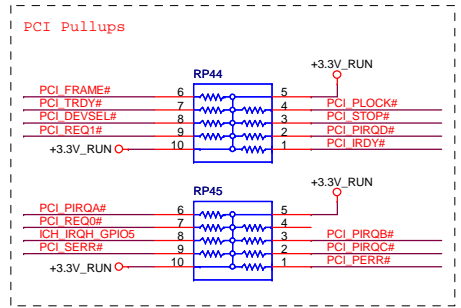 PCI Pullups
RP44
+3.3V_RUN
PCI_FRAME# 6 5
PCI_TRDY# 7 4 PCI_PLOCK#
PCI_DEVSEL# 8 3 PCI_STOP#
PCI_REQ1# 9 2 PCI_PIRQD#
+3.3V_RUN 10 1 PCI_IRDY#
RP45
+3.3V_RUN
PCI_PIRQA# 6 5
PCI_REQ0# 7 4
ICH_IRQH_GPIO5 8 3 PCI_PIRQB#
PCI_SERR# 9 2 PCI_PIRQC#
+3.3V_RUN 10 1 PCI_PERR#